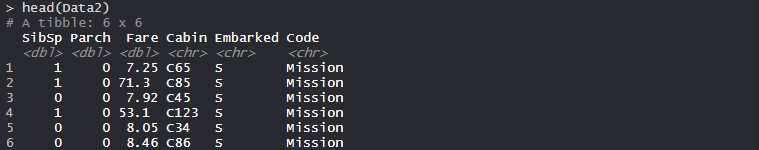 > head(Data2)
# A tibble: 6 x 6
  SibSp Parch  Fare Cabin Embarked Code
  <dbl> <dbl> <dbl> <chr> <chr>    <chr>
1     1     0  7.25 C65   S        Mission
2     1     0 71.3  C85   S        Mission
3     0     0  7.92 C45   S        Mission
4     1     0 53.1  C123  S        Mission
5     0     0  8.05 C34   S        Mission
6     0     0  8.46 C86   S        Mission